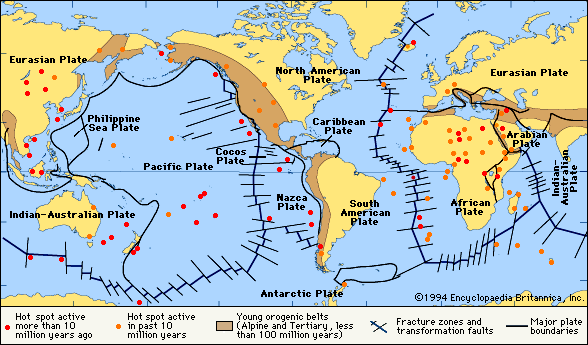 Eurasian Plate
North American
Plate
Eurasian Plate
Philippine
Sea Plate
Caribbean
Plate
Arabian
Plate
Cocos
Plate
Pacific Plate
Indian-
Australian
Plate
Nazca
Plate
South
American
Plate
African
Plate
Indian-Australian Plate
Antarctic Plate
©1994 Encyclopaedia Britannica, Inc.
Hot spot active
more than 10
million years ago
Hot spot active
in past 10
million years
Young orogenic belts
(Alpine and Tertiary, less
than 100 million years)
Fracture zones and
transformation faults
Major plate
boundaries